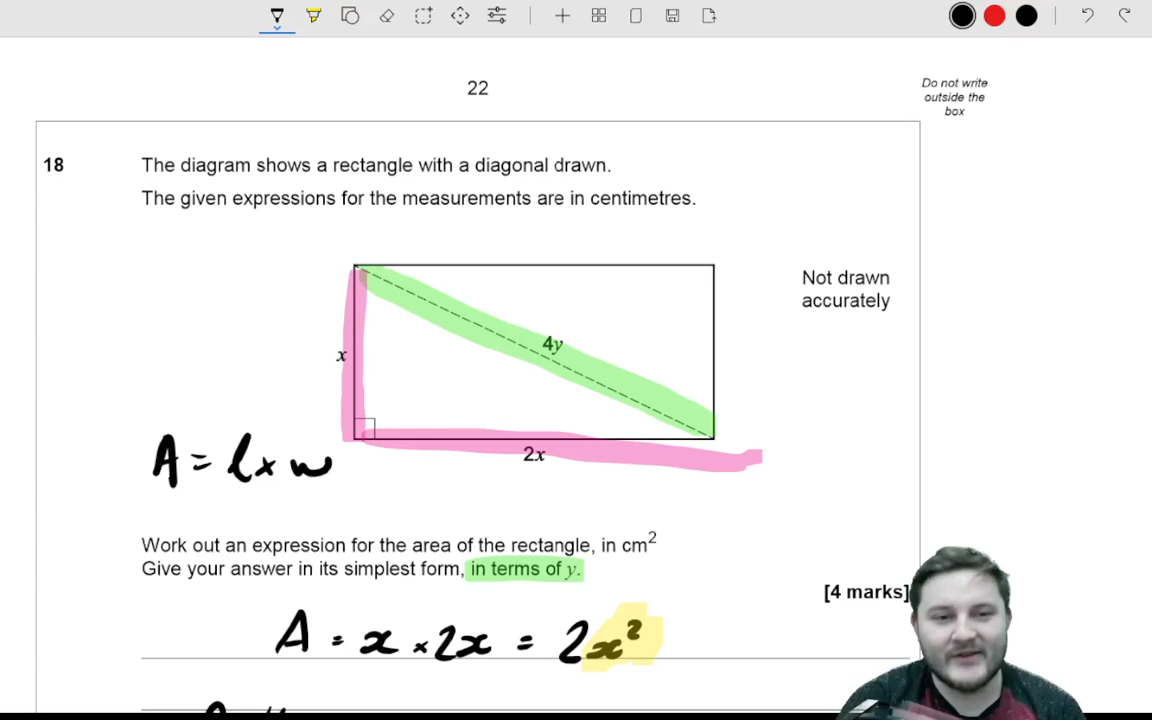 22
Do not write
outside the
box
18
The diagram shows a rectangle with a diagonal drawn.
The given expressions for the measurements are in centimetres.
Not drawn
accurately
4y
x
2x
A = l × w
Work out an expression for the area of the rectangle, in cm²
Give your answer in its simplest form, in terms of y.
[4 marks]
A = x × 2x = 2x²